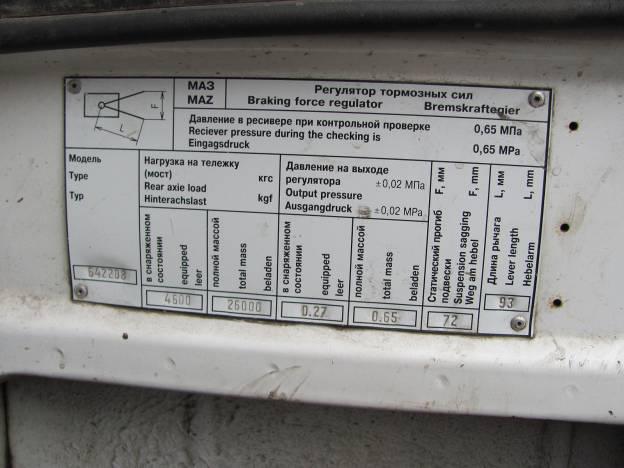 F
L
МАЗ
MAZ
Регулятор тормозных сил
Braking force regulator Bremskraftegier
Давление в ресивере при контрольной проверке 0,65 МПа
Reciever pressure during the checking is
Eingagsdruck 0,65 MPa
Модель
Type
Typ
642208
Нагрузка на тележку
(мост) кгс
Rear axie load
Hinterachslast kgf
в снаряженном
состоянии
equipped
leer
4600
полной массой
total mass
beladen
26000
Давление на выходе
регулятора ±0,02 МПа
Output pressure
Ausgangdruck ±0,02 MPa
в снаряженном
состоянии
equipped
leer
0.27
полной массой
total mass
beladen
0.65
Статический прогиб F, мм
подвески
Suspension sagging F, mm
Weg am hebel
72
Длина рычага L, мм
Lever length
Hebelarm L, mm
93